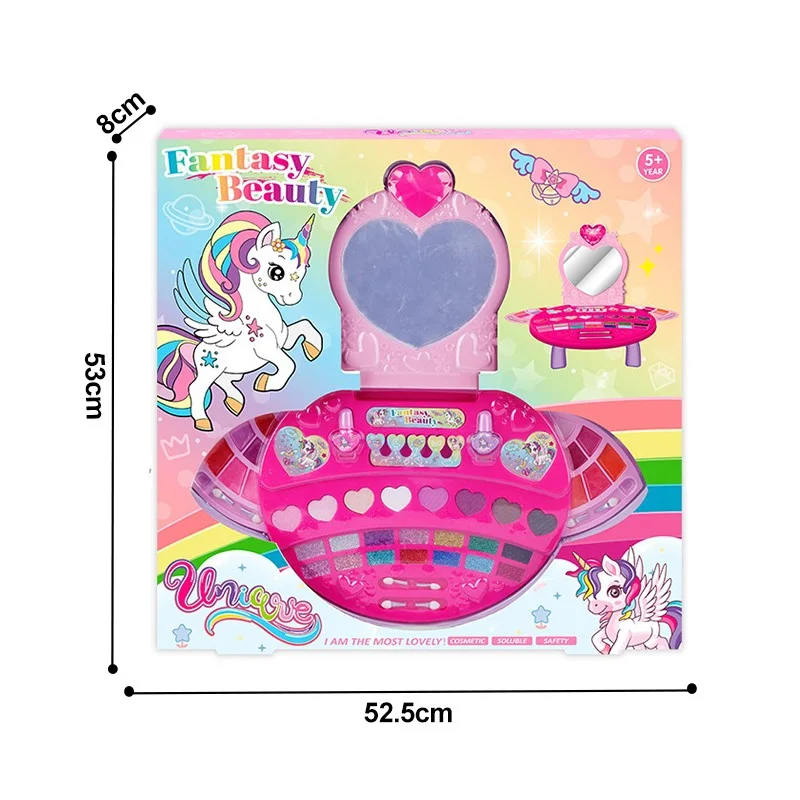 8cm
Fantasy
Beauty
5+
YEAR
53cm
Fantasy
Beauty
Unique
I AM THE MOST LOVELY!
COSMETIC
SOLUBLE
SAFETY
52.5cm